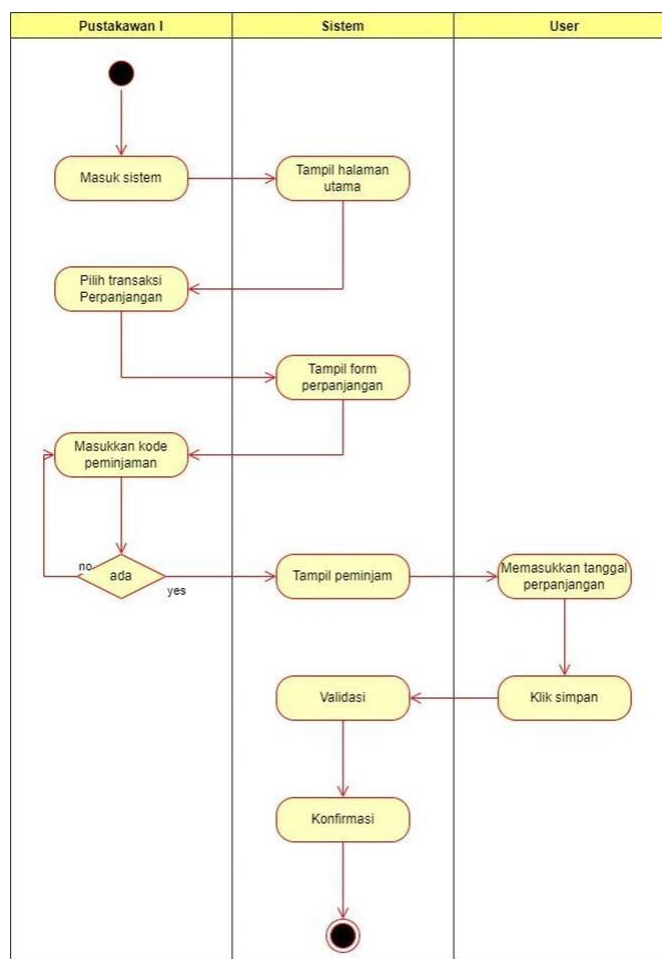 Pustakawan I
Sistem
User
Masuk sistem
Tampil halaman
utama
Pilih transaksi
Perpanjangan
Tampil form
perpanjangan
Masukkan kode
peminjaman
no
ada
yes
Tampil peminjam
Memasukkan tanggal
perpanjangan
Validasi
Klik simpan
Konfirmasi